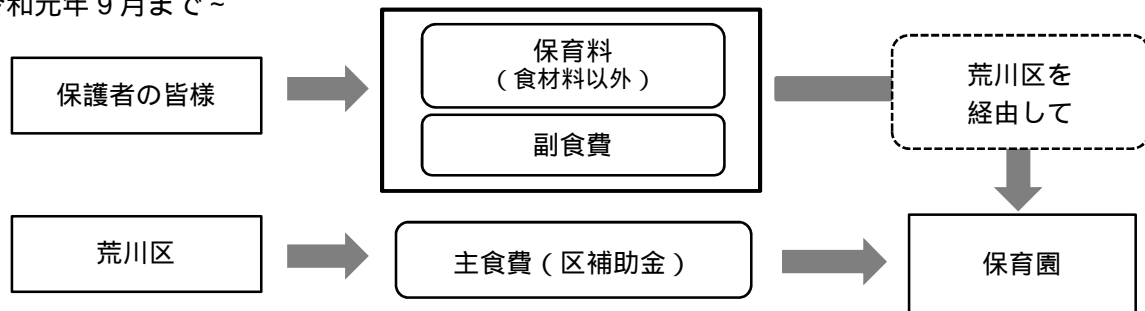 和元年9月まで~
保育料
(食材料以外)
荒川区を
経由して
保護者の皆様
副食費
荒川区
主食費(区補助金)
保育園